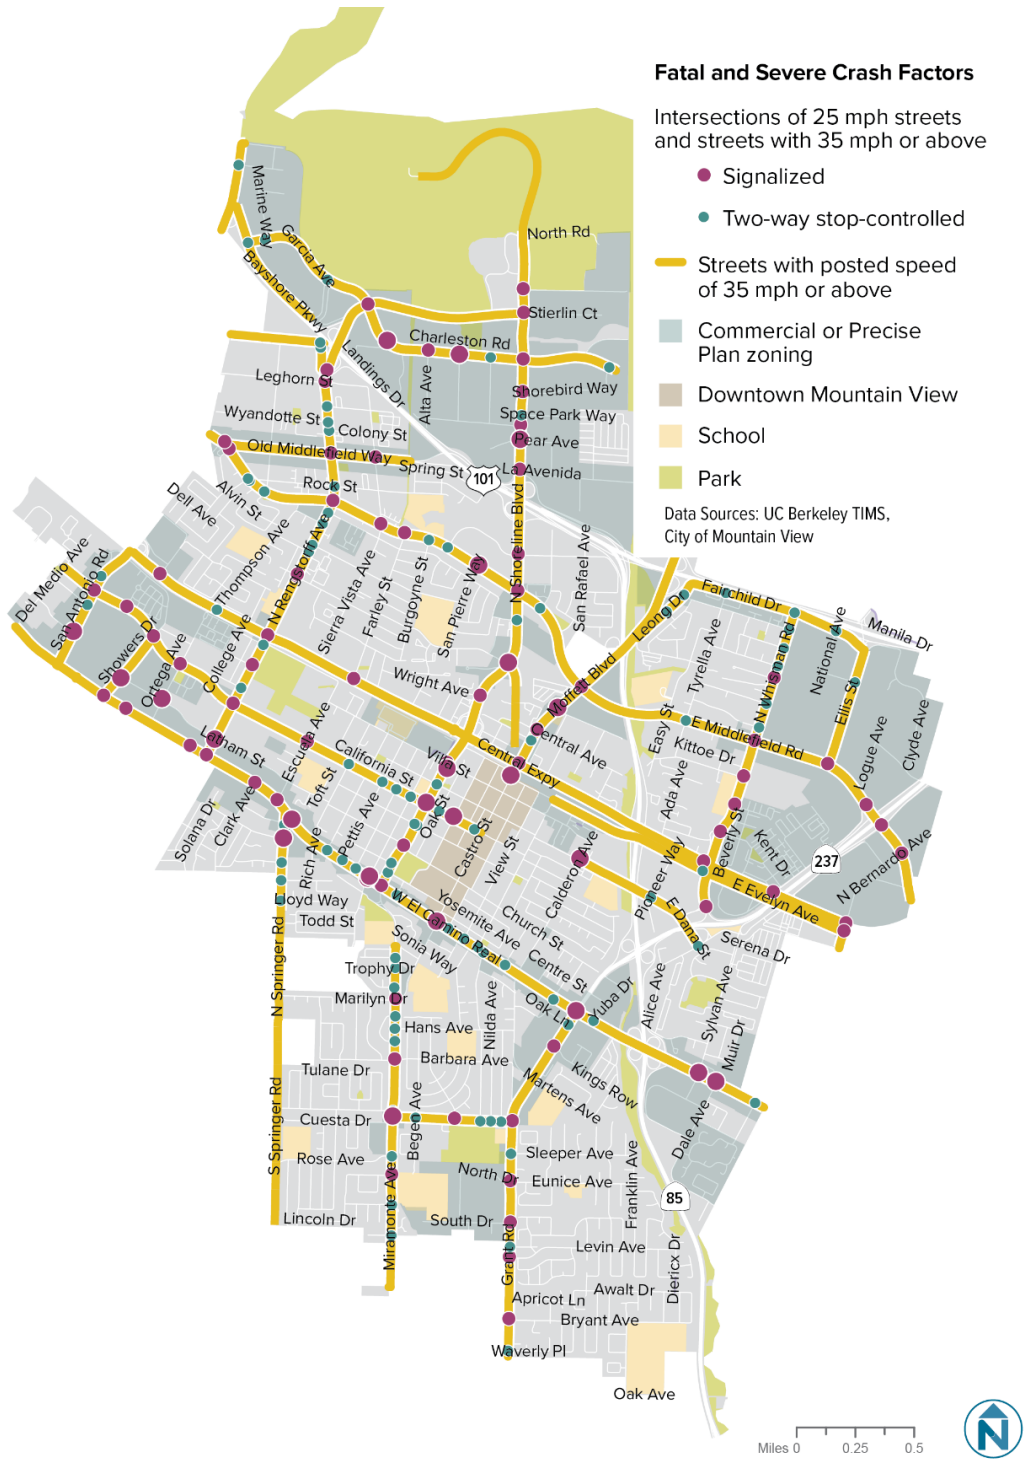 Fatal and Severe Crash Factors
Intersections of 25 mph streets
and streets with 35 mph or above
Signalized
Two-way stop-controlled
Streets with posted speed
of 35 mph or above
Commercial or Precise
Plan zoning
Downtown Mountain View
School
Park
Data Sources: UC Berkeley TIMS,
City of Mountain View
Marine Way
Garcia Ave
Bayshore Pkwy
North Rd
Stierlin Ct
Charleston Rd
Landings Dr
Alta Ave
Leghorn St
Shorebird Way
Wyandotte St
Space Park Way
Colony St
Pear Ave
Old Middlefield Way
Spring St
La Avenida
101
Rock St
Alvin St
Dell Ave
N Shoreline Blvd
Thompson Ave
N Rengstorff Ave
San Rafael Ave
Del Medio Ave
San Antonio Rd
Sierra Vista Ave
Farley St
Burgoyne St
San Pierre Way
Leong Dr
Fairchild Dr
Manila Dr
Showers Dr
Ortega Ave
College Ave
Wright Ave
Moffett Blvd
Tyrella Ave
N Whisman Rd
National Ave
Ellis St
Logue Ave
Clyde Ave
Easy St
E Middlefield Rd
Kittoe Dr
Central Ave
Central Expy
Latham St
Escuela Ave
California St
Villa St
Toft St
Ada Ave
Solana Dr
Clark Ave
Rich Ave
Pettis Ave
Oak St
Castro St
View St
Calderon Ave
Pioneer Way
Beverly St
Kent Dr
237
N Bernardo Ave
E Evelyn Ave
E Dana St
Serena Dr
Todd St
W El Camino Real
Yosemite Ave
Church St
Centre St
Sonia Way
N Springer Rd
Trophy Dr
Marilyn Dr
Hans Ave
Barbara Ave
Nilda Ave
Oak Ln
Yuba Dr
Alice Ave
Sylvan Ave
Muir Dr
Tulane Dr
Kings Row
Martens Ave
Cuesta Dr
Begen Ave
Dale Ave
S Springer Rd
Rose Ave
North Dr
Sleeper Ave
Eunice Ave
Franklin Ave
85
Lincoln Dr
Miramonte Ave
South Dr
Grant Rd
Levin Ave
Awalt Dr
Diericx Dr
Apricot Ln
Bryant Ave
Waverly Pl
Oak Ave
Miles 0
0.25
0.5
N